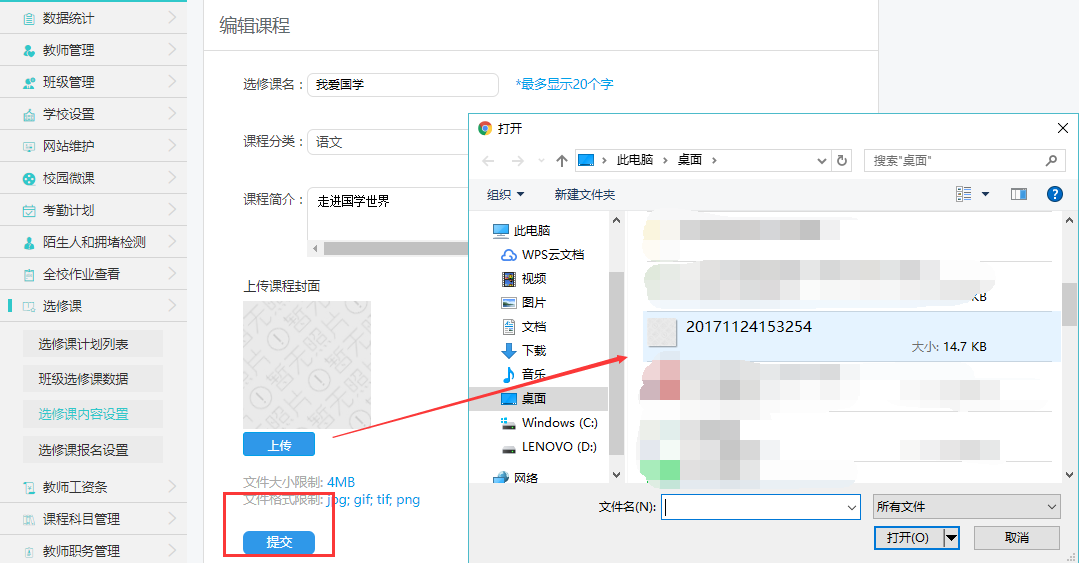 数据统计
教师管理
班级管理
学校设置
网站维护
校园微课
考勤计划
陌生人和拥堵检测
全校作业查看
选修课
选修课计划列表
班级选修课数据
选修课内容设置
选修课报名设置
教师工资条
课程科目管理
教师职务管理
编辑课程
选修课名： 我爱国学 *最多显示20个字
课程分类： 语文
课程简介： 走进国学世界
上传课程封面
暂无照片
上传
文件大小限制: 4MB
文件格式限制: jpg; gif; tif; png
提交
打开
此电脑 桌面 搜索"桌面"
组织 新建文件夹
此电脑
WPS云文档
视频
图片
文档
下载
音乐
桌面
Windows (C:)
LENOVO (D:)
网络
KB
20171124153254
大小: 14.7 KB
文件名(N): 所有文件
打开(O) 取消